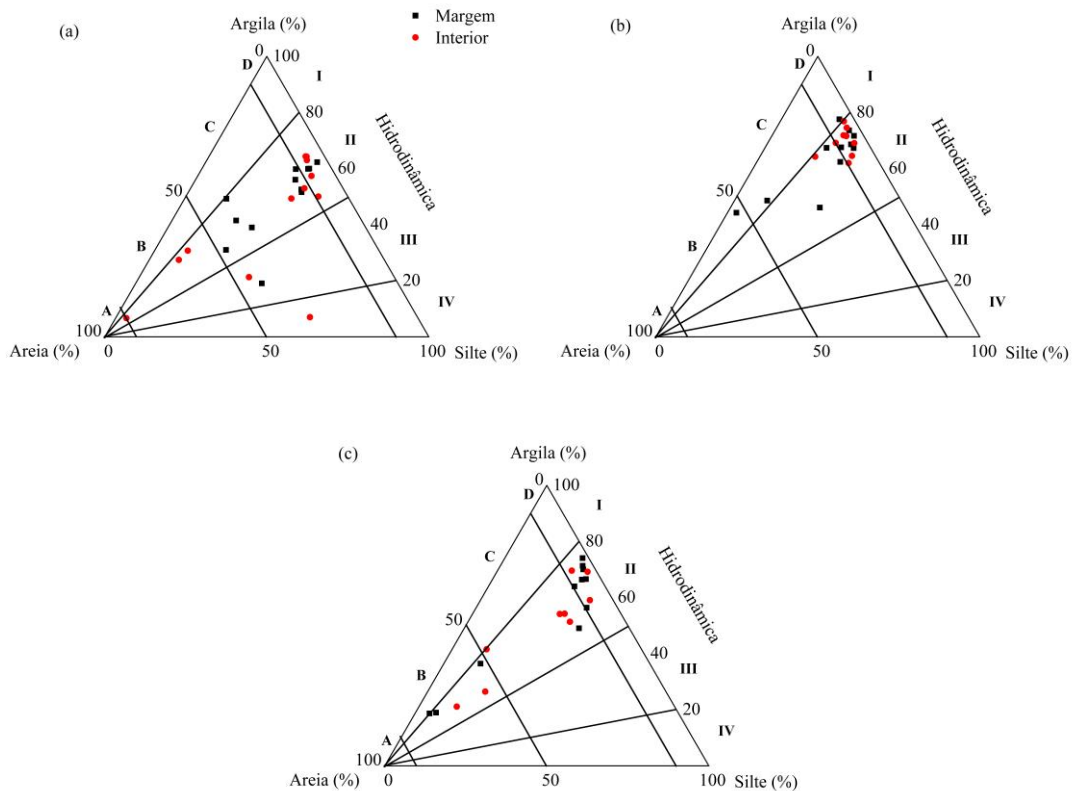 Margem
Interior
(a)
Argila (%)
0
100
D
I
C
80
II
Hidrodinâmica
60
50
40
B
III
20
A
IV
100
0
50
100
Areia (%)
Silte (%)
(b)
Argila (%)
0
100
D
I
C
80
II
Hidrodinâmica
60
50
40
B
III
20
A
IV
100
0
50
100
Areia (%)
Silte (%)
(c)
Argila (%)
0
100
D
I
C
80
II
Hidrodinâmica
60
50
40
B
III
20
A
IV
100
0
50
100
Areia (%)
Silte (%)